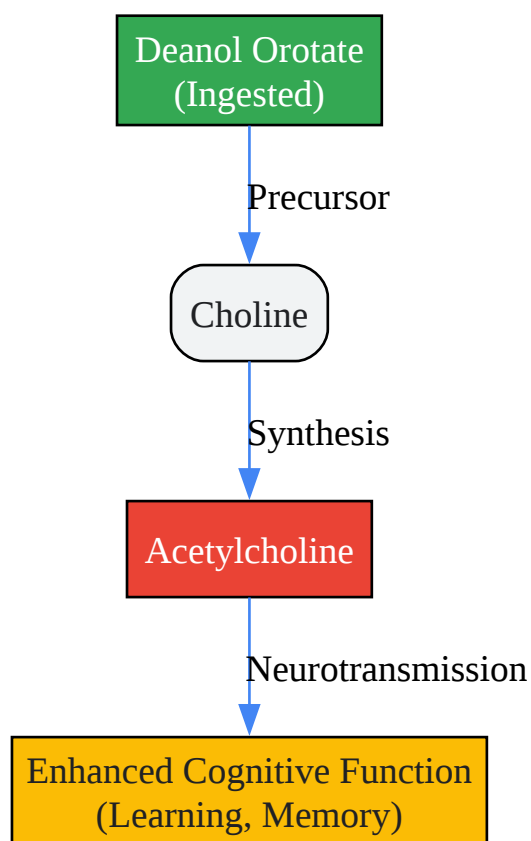 Deanol Orotate
(Ingested)
Precursor
Choline
Synthesis
Acetylcholine
Neurotransmission
Enhanced Cognitive Function
(Learning, Memory)